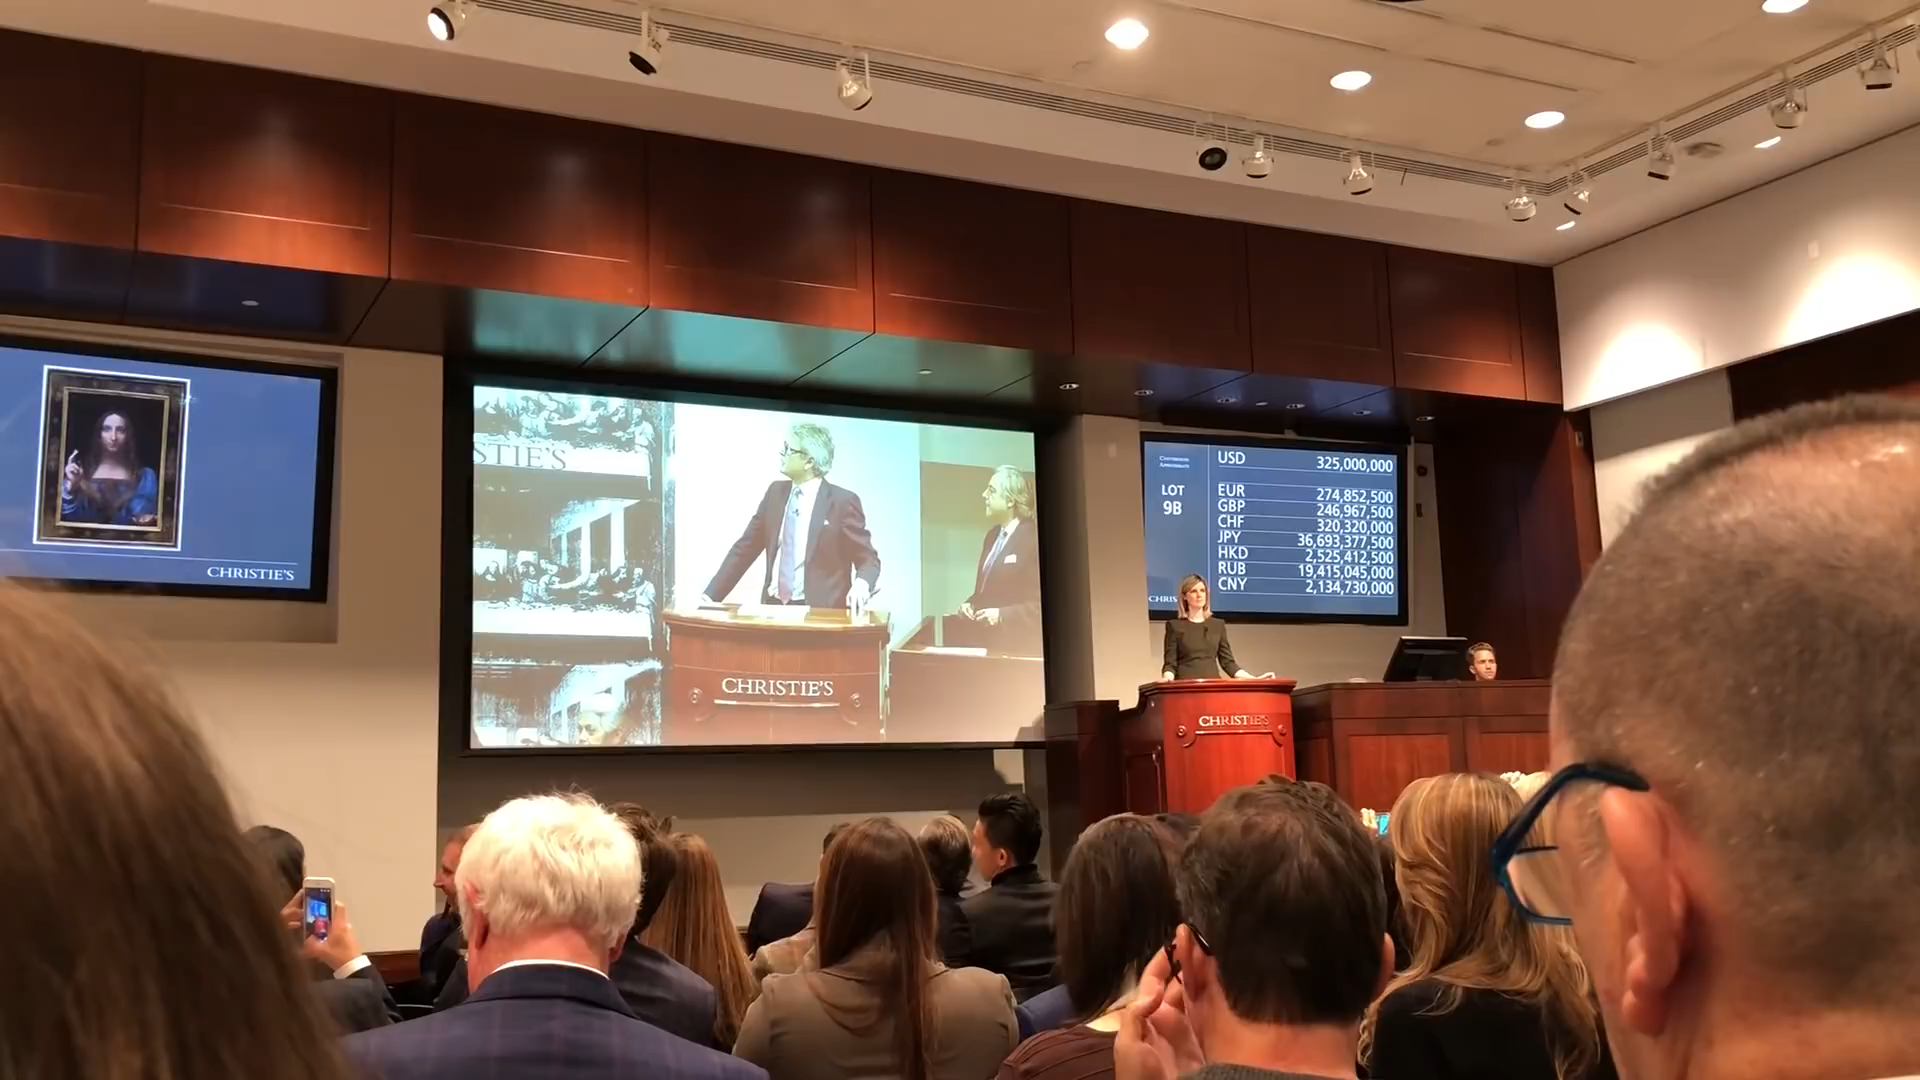 CHRISTIE'S
STIE'S
CHRISTIE'S
LOT
9B
USD 325,000,000
EUR 274,852,500
GBP 246,967,500
CHF 320,320,000
JPY 36,693,377,500
HKD 2,525,412,500
RUB 19,415,045,000
CNY 2,134,730,000
CHRIS
CHRISTIE'S